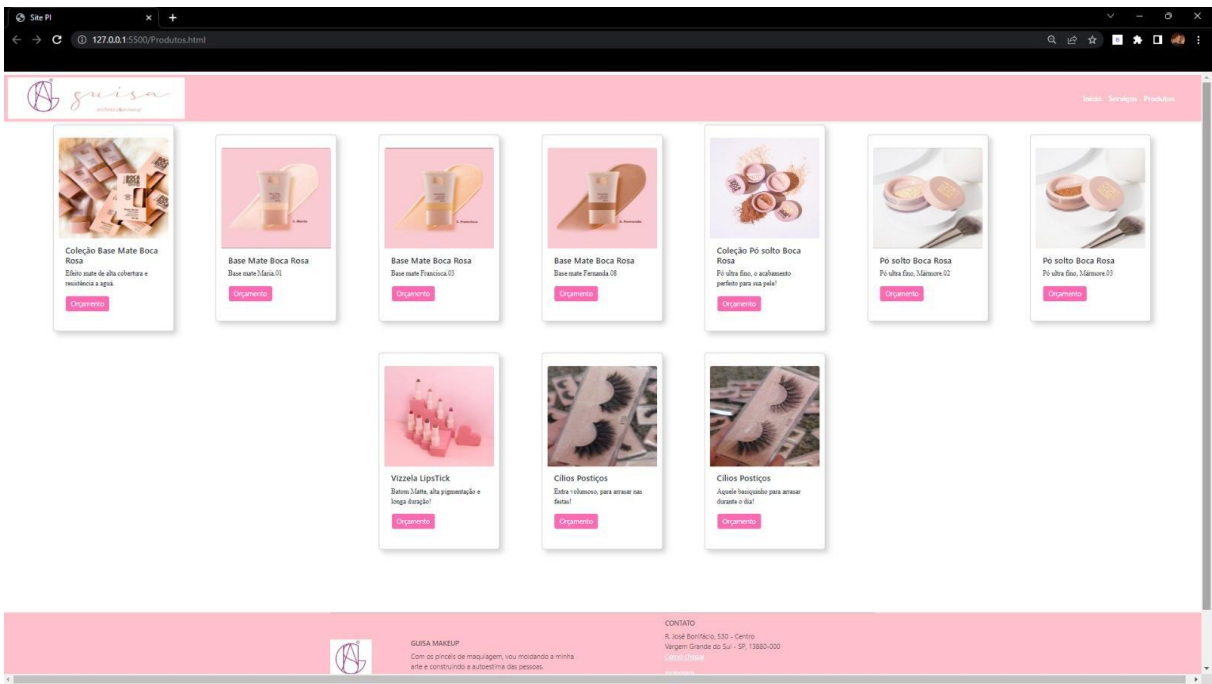 Site PI
127.0.0.1:5500/Produtos.html
guisa
Início Serviços Produtos
Coleção Base Mate Boca
Rosa
Efeito mate de alta cobertura e
resistência a aguá.
Orçamento
Base Mate Boca Rosa
Base mate Maria.01
Orçamento
Base Mate Boca Rosa
Base mate Francisca.03
Orçamento
Base Mate Boca Rosa
Base mate Fernanda.08
Orçamento
Coleção Pó solto Boca
Rosa
Pó ultra fino, o acabamento
perfeito para sua pele!
Orçamento
Pó solto Boca Rosa
Pó ultra fino, Mármore.02
Orçamento
Pó solto Boca Rosa
Pó ultra fino, Mármore.03
Orçamento
Vizzela LipsTick
Batom Matte, alta pigmentação e
longa duração!
Orçamento
Cílios Postiços
Extra volumoso, para arrasar nas
festas!
Orçamento
Cílios Postiços
Aquele basiquinho para arrasar
durante o dia!
Orçamento
GUISA MAKEUP
Com os pincéis de maquiagem, vou moldando a minha
arte e construindo a autoestima das pessoas.
CONTATO
R. José Bonifácio, 530 - Centro
Vargem Grande do Sul - SP, 13880-000
Como chegar